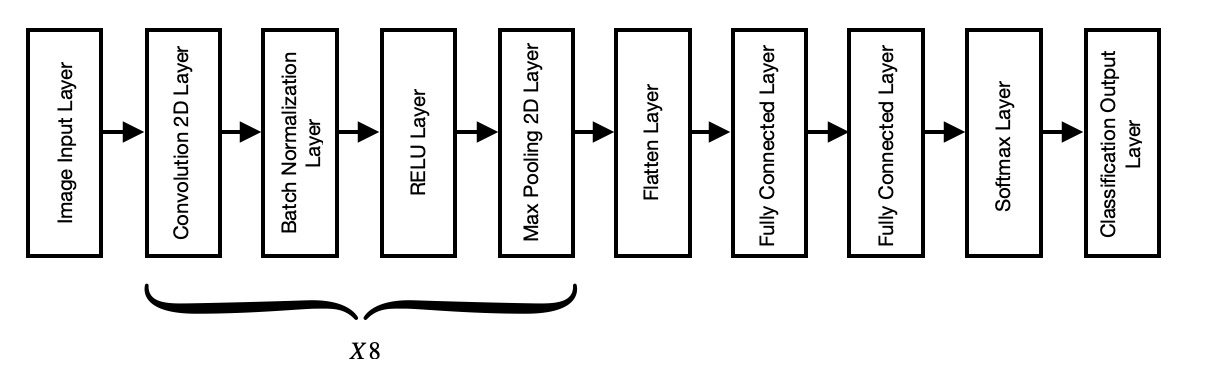 Image Input Layer
Convolution 2D Layer
Batch Normalization
Layer
RELU Layer
Max Pooling 2D Layer
Flatten Layer
Fully Connected Layer
Fully Connected Layer
Softmax Layer
Classification Output
Layer
X8